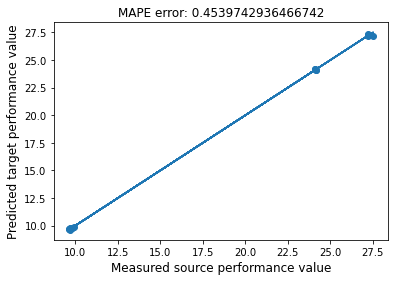 MAPE error: 0.4539742936466742
Predicted target performance value
27.5
25.0
22.5
20.0
17.5
15.0
12.5
10.0
10.0 12.5 15.0 17.5 20.0 22.5 25.0 27.5
Measured source performance value